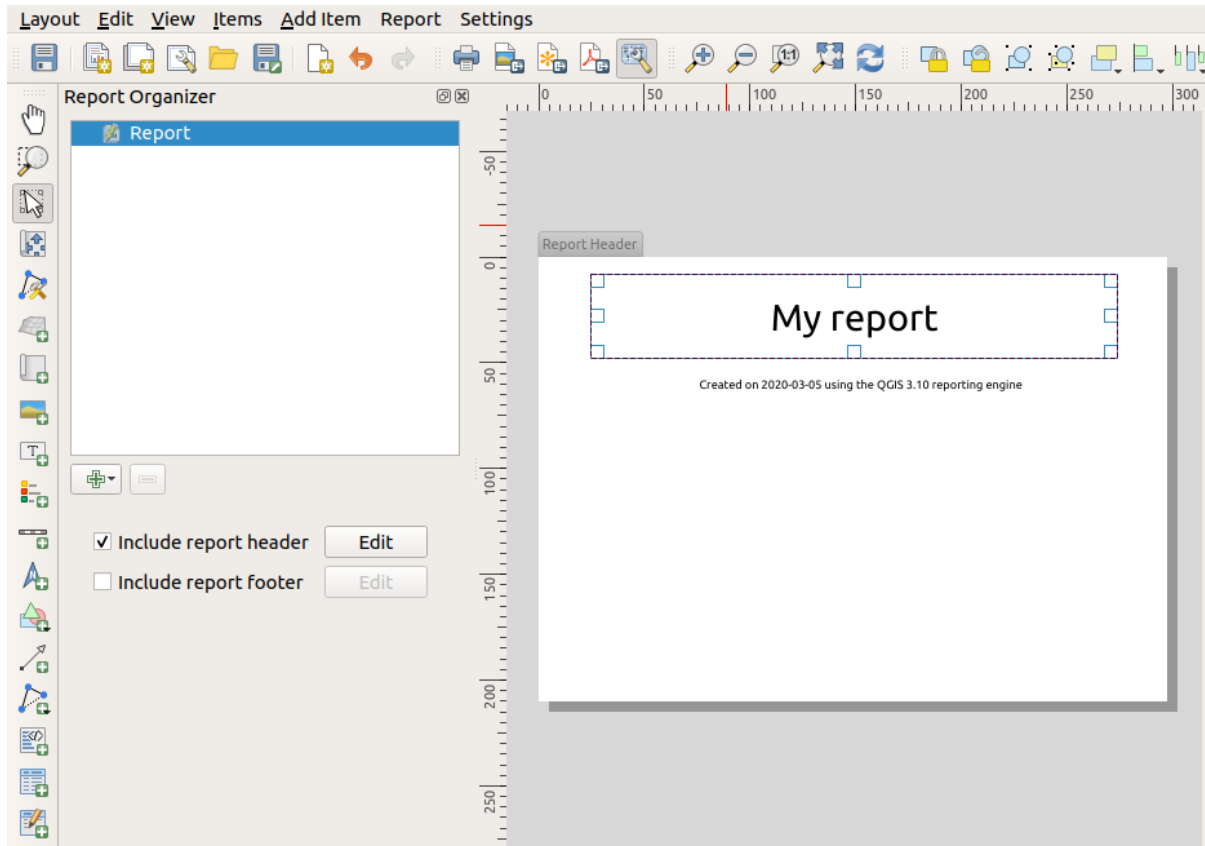 Layout Edit View Items Add Item Report Settings
1:1
Report Organizer
0 50 100 150 200 250 300
Report
-50
Report Header
0
My report
50
Created on 2020-03-05 using the QGIS 3.10 reporting engine
T
100
Include report header Edit
150
Include report footer Edit
200
250